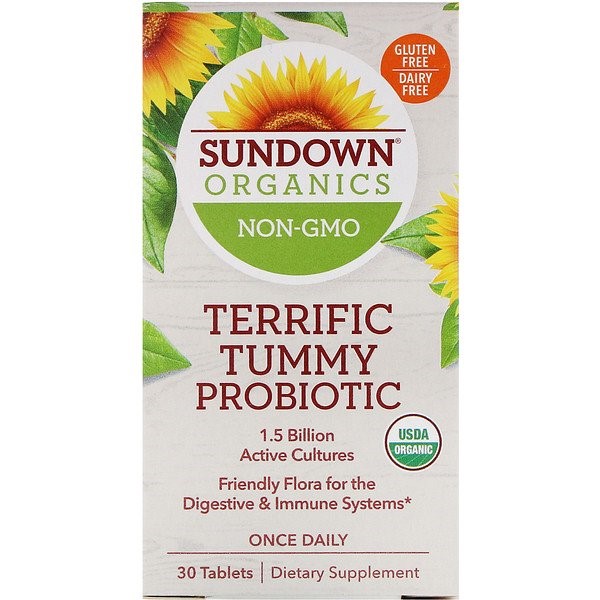 GLUTEN
FREE
DAIRY
FREE
SUNDOWN®
ORGANICS
NON-GMO
TERRIFIC
TUMMY
PROBIOTIC
1.5 Billion
Active Cultures
USDA
ORGANIC
Friendly Flora for the
Digestive & Immune Systems*
ONCE DAILY
30 Tablets | Dietary Supplement